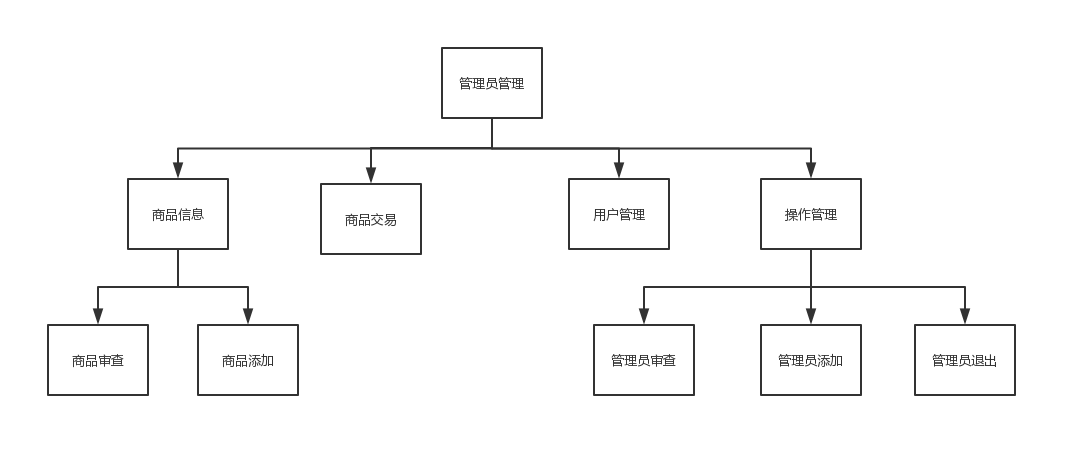 管理员管理
商品信息
商品交易
用户管理
操作管理
商品审查
商品添加
管理员审查
管理员添加
管理员退出